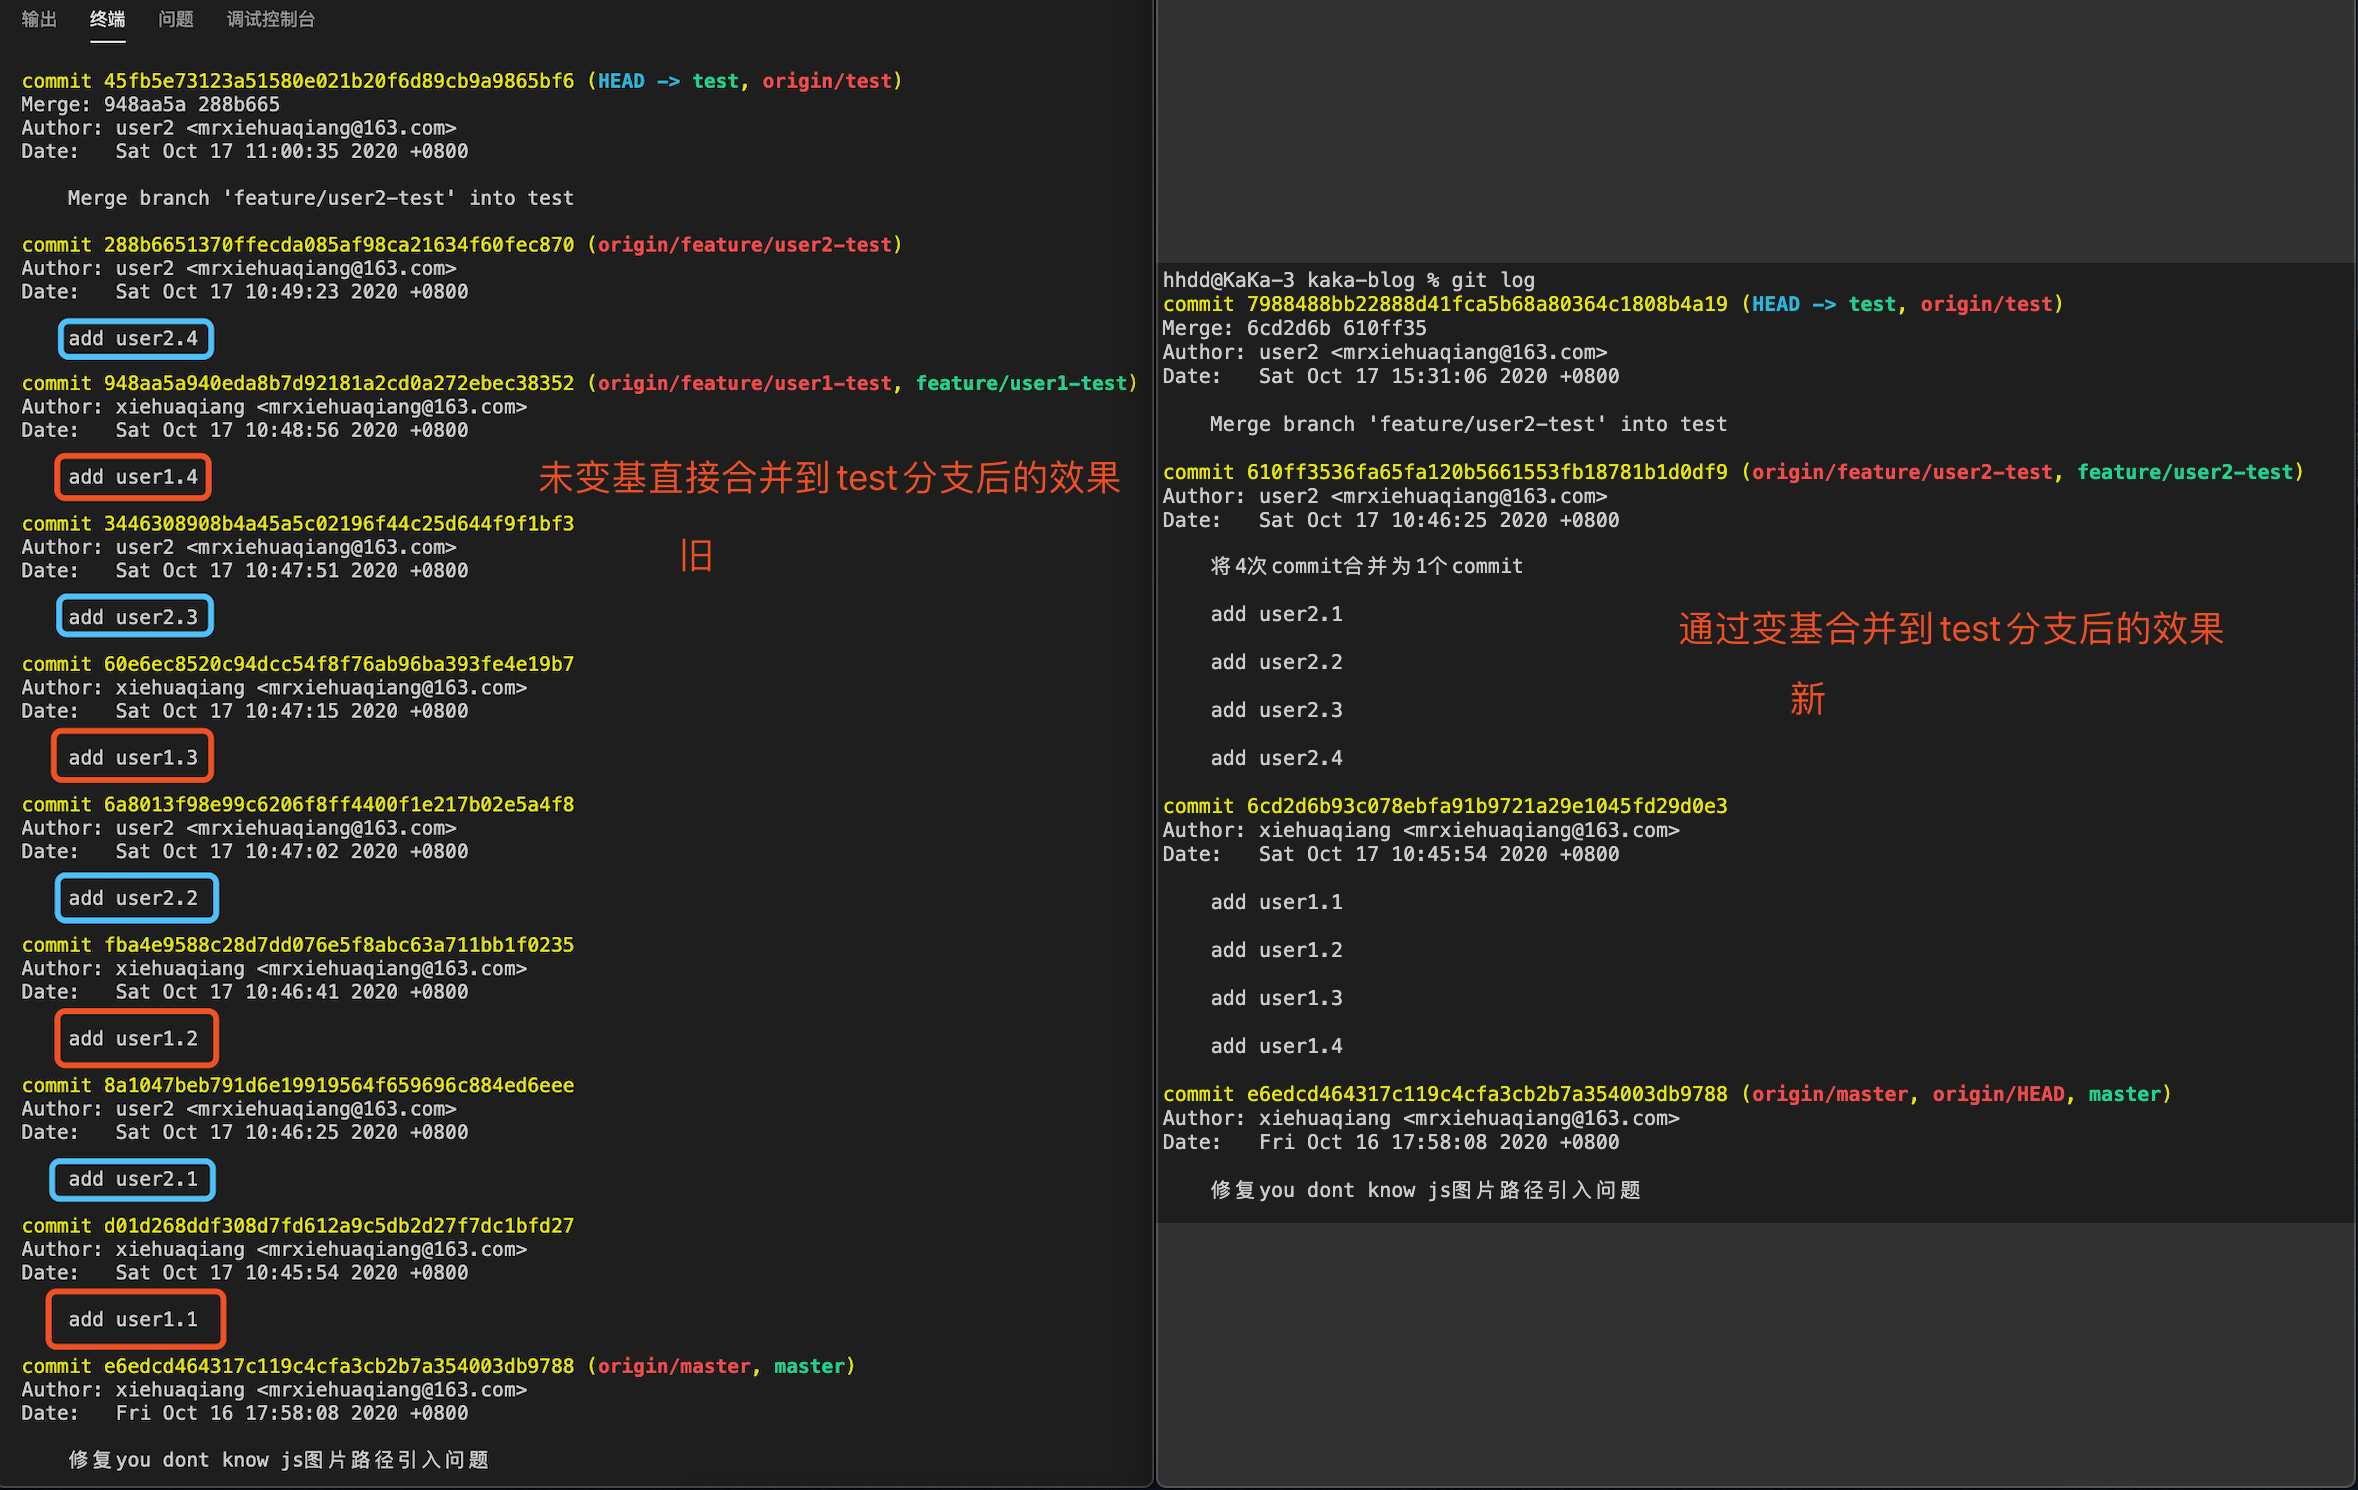 输出 终端 问题 调试控制台
commit 45fb5e73123a51580e021b20f6d89cb9a9865bf6 (HEAD -> test, origin/test)
Merge: 948aa5a 288b665
Author: user2 <mrxiehuaqiang@163.com>
Date:   Sat Oct 17 11:00:35 2020 +0800
Merge branch 'feature/user2-test' into test
commit 288b6651370ffecda085af98ca21634f60fec870 (origin/feature/user2-test)
Author: user2 <mrxiehuaqiang@163.com>
Date:   Sat Oct 17 10:49:23 2020 +0800
add user2.4
commit 948aa5a940eda8b7d92181a2cd0a272ebec38352 (origin/feature/user1-test, feature/user1-test)
Author: xiehuaqiang <mrxiehuaqiang@163.com>
Date:   Sat Oct 17 10:48:56 2020 +0800
add user1.4
commit 3446308908b4a45a5c02196f44c25d644f9f1bf3
Author: user2 <mrxiehuaqiang@163.com>
Date:   Sat Oct 17 10:47:51 2020 +0800
add user2.3
commit 60e6ec8520c94dcc54f8f76ab96ba393fe4e19b7
Author: xiehuaqiang <mrxiehuaqiang@163.com>
Date:   Sat Oct 17 10:47:15 2020 +0800
add user1.3
commit 6a8013f98e99c6206f8ff4400f1e217b02e5a4f8
Author: user2 <mrxiehuaqiang@163.com>
Date:   Sat Oct 17 10:47:02 2020 +0800
add user2.2
commit fba4e9588c28d7dd076e5f8abc63a711bb1f0235
Author: xiehuaqiang <mrxiehuaqiang@163.com>
Date:   Sat Oct 17 10:46:41 2020 +0800
add user1.2
commit 8a1047beb791d6e19919564f659696c884ed6eee
Author: user2 <mrxiehuaqiang@163.com>
Date:   Sat Oct 17 10:46:25 2020 +0800
add user2.1
commit d01d268ddf308d7fd612a9c5db2d27f7dc1bfd27
Author: xiehuaqiang <mrxiehuaqiang@163.com>
Date:   Sat Oct 17 10:45:54 2020 +0800
add user1.1
commit e6edcd464317c119c4cfa3cb2b7a354003db9788 (origin/master, master)
Author: xiehuaqiang <mrxiehuaqiang@163.com>
Date:   Fri Oct 16 17:58:08 2020 +0800
修复you dont know js图片路径引入问题
未变基直接合并到test分支后的效果
旧
hhdd@KaKa-3 kaka-blog % git log
commit 7988488bb22888d41fca5b68a80364c1808b4a19 (HEAD -> test, origin/test)
Merge: 6cd2d6b 610ff35
Author: user2 <mrxiehuaqiang@163.com>
Date:   Sat Oct 17 15:31:06 2020 +0800
Merge branch 'feature/user2-test' into test
commit 610ff3536fa65fa120b5661553fb18781b1d0df9 (origin/feature/user2-test, feature/user2-test)
Author: user2 <mrxiehuaqiang@163.com>
Date:   Sat Oct 17 10:46:25 2020 +0800
将4次commit合并为1个commit
add user2.1
add user2.2
add user2.3
add user2.4
commit 6cd2d6b93c078ebfa91b9721a29e1045fd29d0e3
Author: xiehuaqiang <mrxiehuaqiang@163.com>
Date:   Sat Oct 17 10:45:54 2020 +0800
add user1.1
add user1.2
add user1.3
add user1.4
commit e6edcd464317c119c4cfa3cb2b7a354003db9788 (origin/master, origin/HEAD, master)
Author: xiehuaqiang <mrxiehuaqiang@163.com>
Date:   Fri Oct 16 17:58:08 2020 +0800
修复you dont know js图片路径引入问题
通过变基合并到test分支后的效果
新